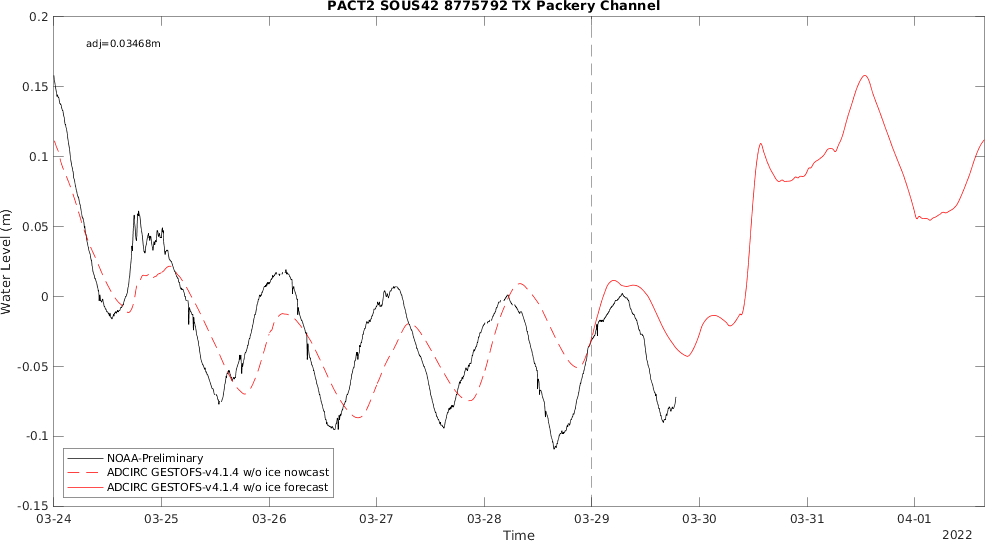 PACT2 SOUS42 8775792 TX Packery Channel
adj=0.03468m
0.2
0.15
0.1
0.05
0
-0.05
-0.1
-0.15
Water Level (m)
NOAA-Preliminary
ADCIRC GESTOFS-v4.1.4 w/o ice nowcast
ADCIRC GESTOFS-v4.1.4 w/o ice forecast
03-24 03-25 03-26 03-27 03-28 03-29 03-30 03-31 04-01
Time
2022